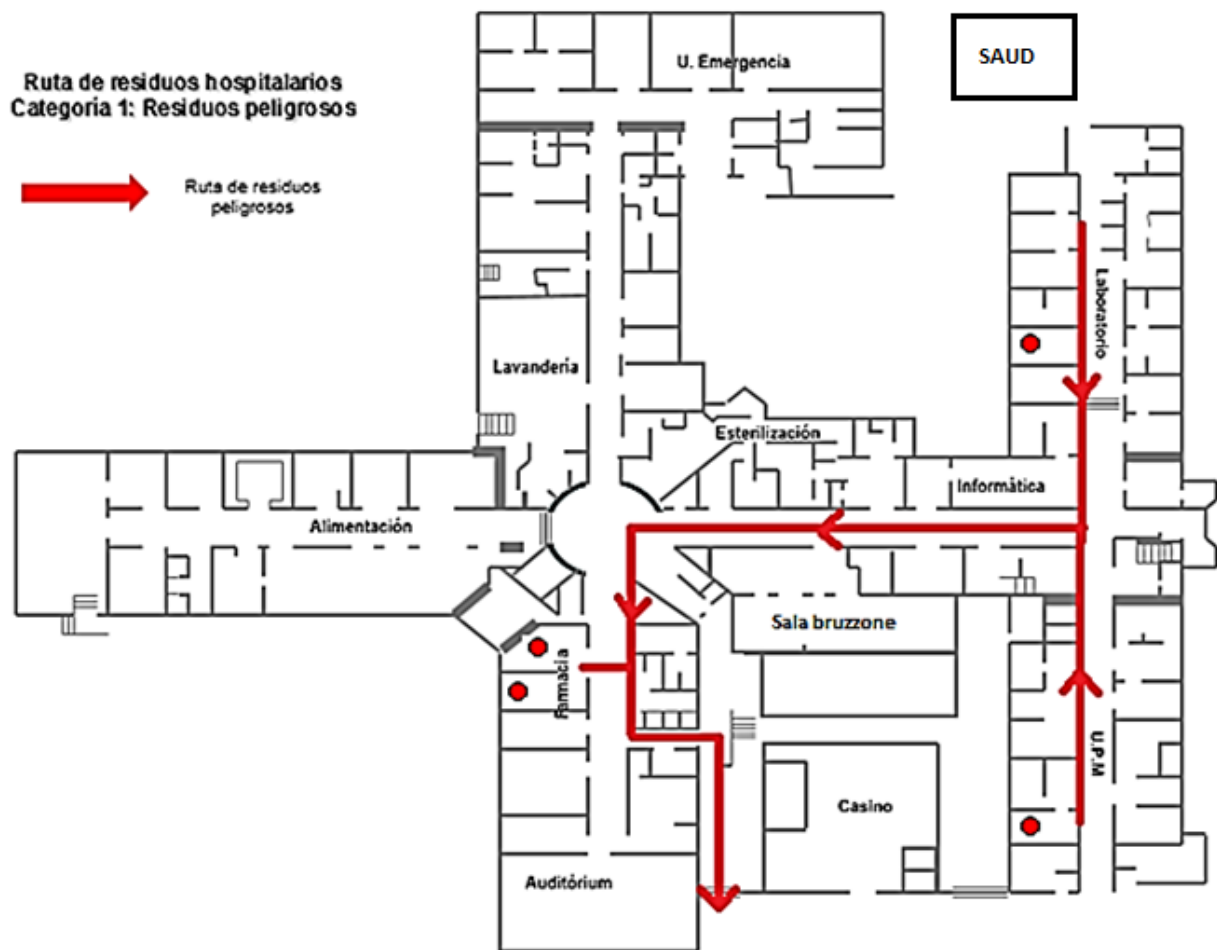 Ruta de residuos hospitalarios
Categoria 1: Residuos peligrosos
Ruta de residuos
peligrosos
U. Emergencia
SAUD
Laboratorio
Lavandería
Esterilización
Informática
Alimentación
Sala bruzzone
Farmacia
U.P.M
Casino
Auditórium